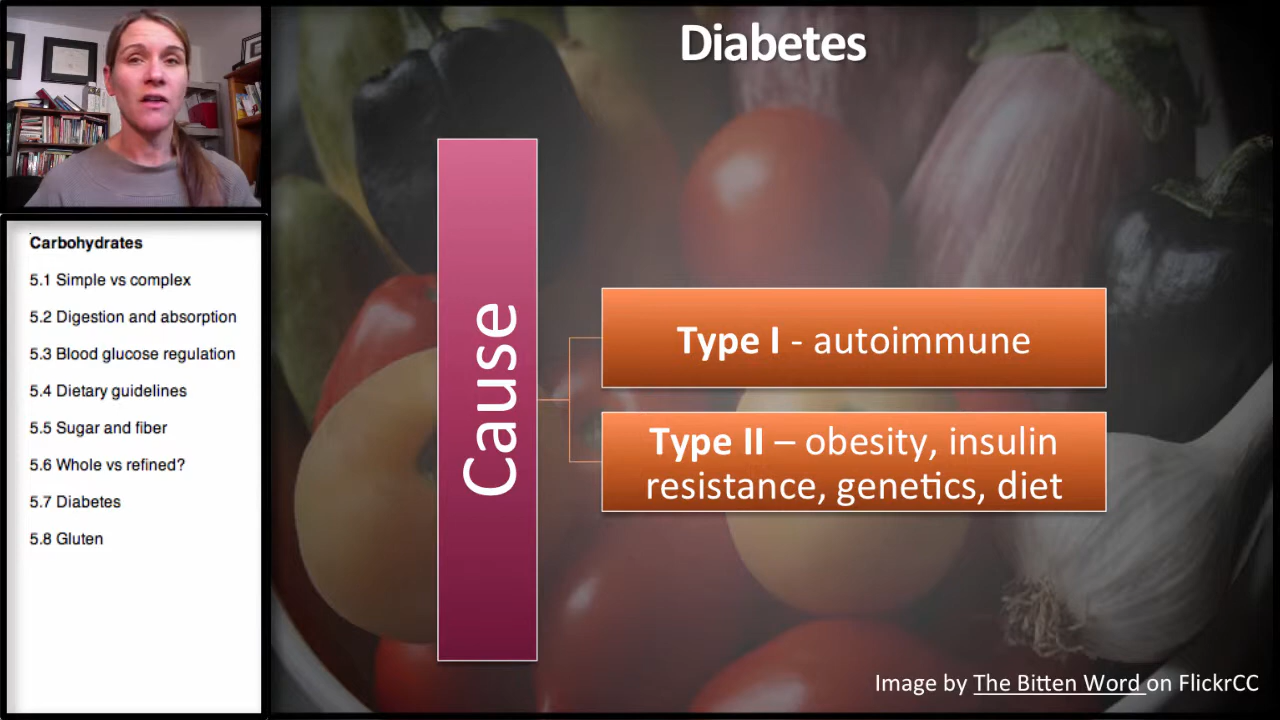 Diabetes
Carbohydrates
5.1 Simple vs complex
5.2 Digestion and absorption
5.3 Blood glucose regulation
5.4 Dietary guidelines
5.5 Sugar and fiber
5.6 Whole vs refined?
5.7 Diabetes
5.8 Gluten
Cause
Type I - autoimmune
Type II – obesity, insulin
resistance, genetics, diet
Image by The Bitten Word on FlickrCC